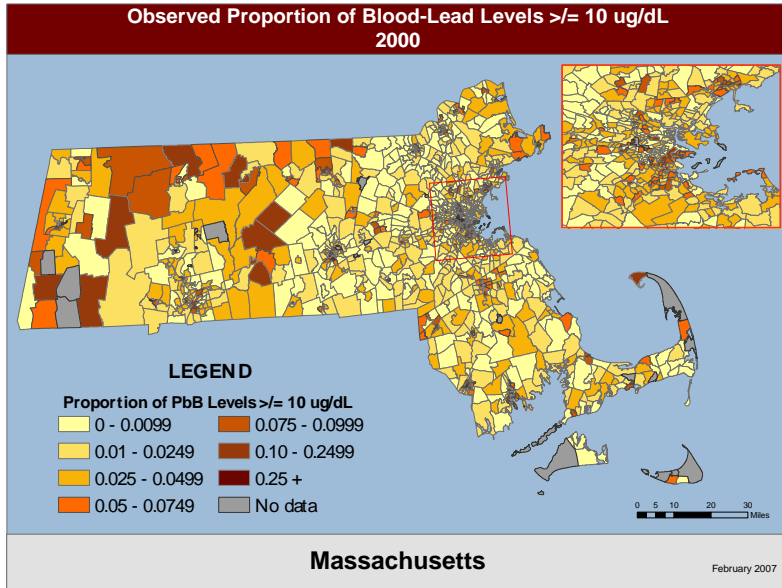 Observed Proportion of Blood-Lead Levels >/= 10 ug/dL
2000
LEGEND
Proportion of PbB Levels >/= 10 ug/dL
0 - 0.0099
0.01 - 0.0249
0.025 - 0.0499
0.05 - 0.0749
0.075 - 0.0999
0.10 - 0.2499
0.25 +
No data
0 5 10 20 30
Miles
Massachusetts
February 2007